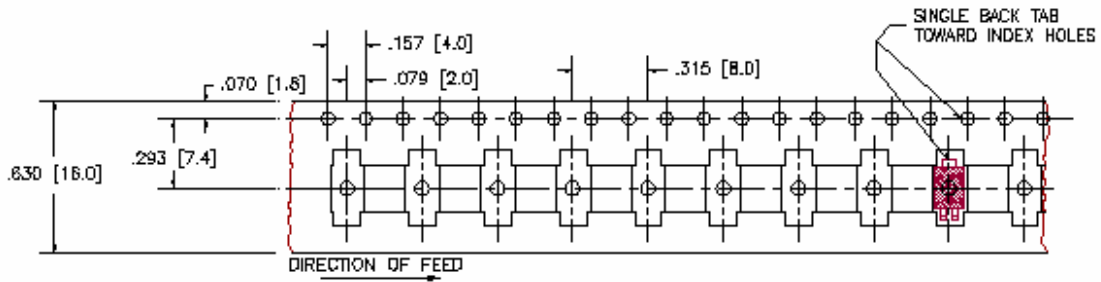 SINGLE BACK TAB
TOWARD INDEX HOLES
.157 [4.0]
.079 [2.0]
.315 [8.0]
.070 [1.8]
.293 [7.4]
.630 [16.0]
DIRECTION OF FEED